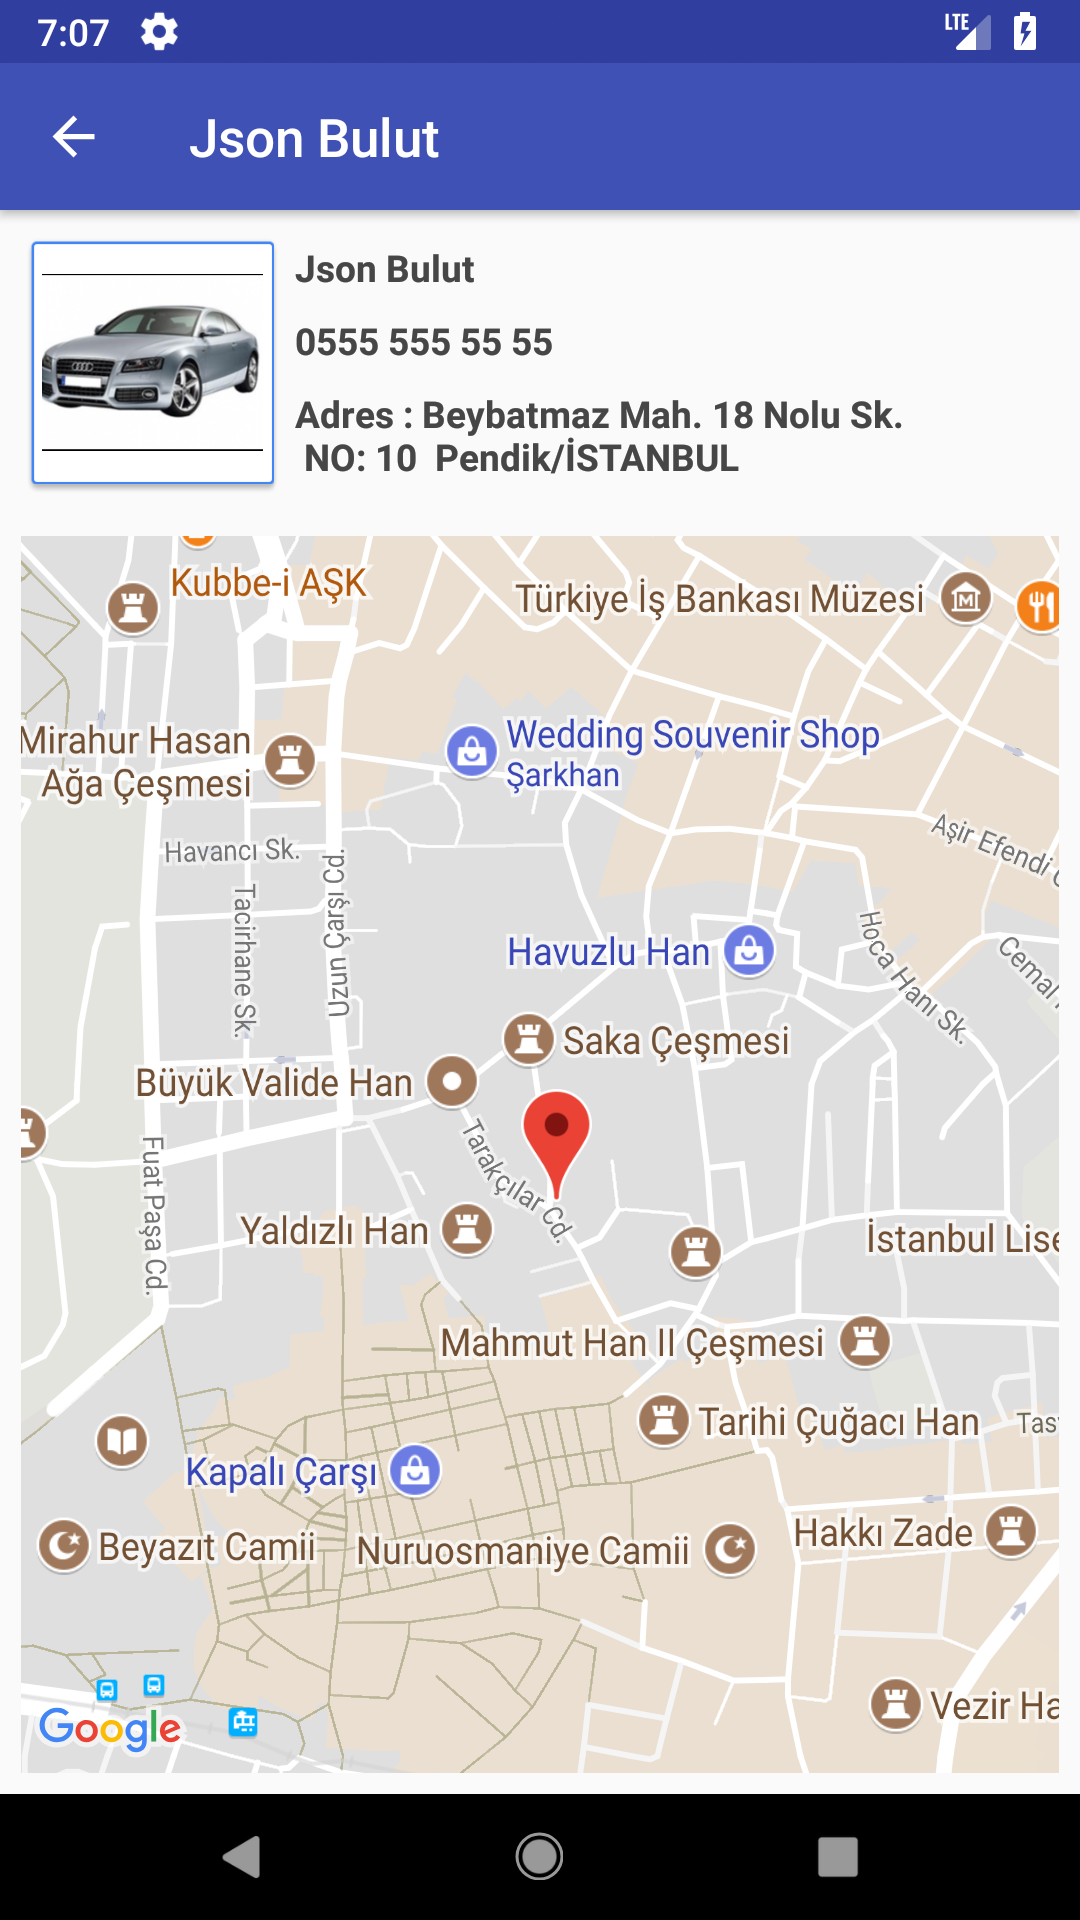 7:07
LTE
Json Bulut
Json Bulut
0555 555 55 55
Adres : Beybatmaz Mah. 18 Nolu Sk.
NO: 10  Pendik/İSTANBUL
Kubbe-i AŞK
Türkiye İş Bankası Müzesi
Mirahur Hasan
Ağa Çeşmesi
Wedding Souvenir Shop
Şarkhan
Havancı Sk.
Aşir Efendi
Tacirhane Sk.
Uzun Çarşı Cd.
Havuzlu Han
Hoca Hanı Sk.
Cemal
Saka Çeşmesi
Büyük Valide Han
Tarakçılar Cd.
Fuat Paşa Cd.
Yaldızlı Han
İstanbul Lise
Mahmut Han II Çeşmesi
Tarihi Çuğacı Han
Tas
Kapalı Çarşı
Beyazıt Camii
Nuruosmaniye Camii
Hakkı Zade
Vezir Ha
Google